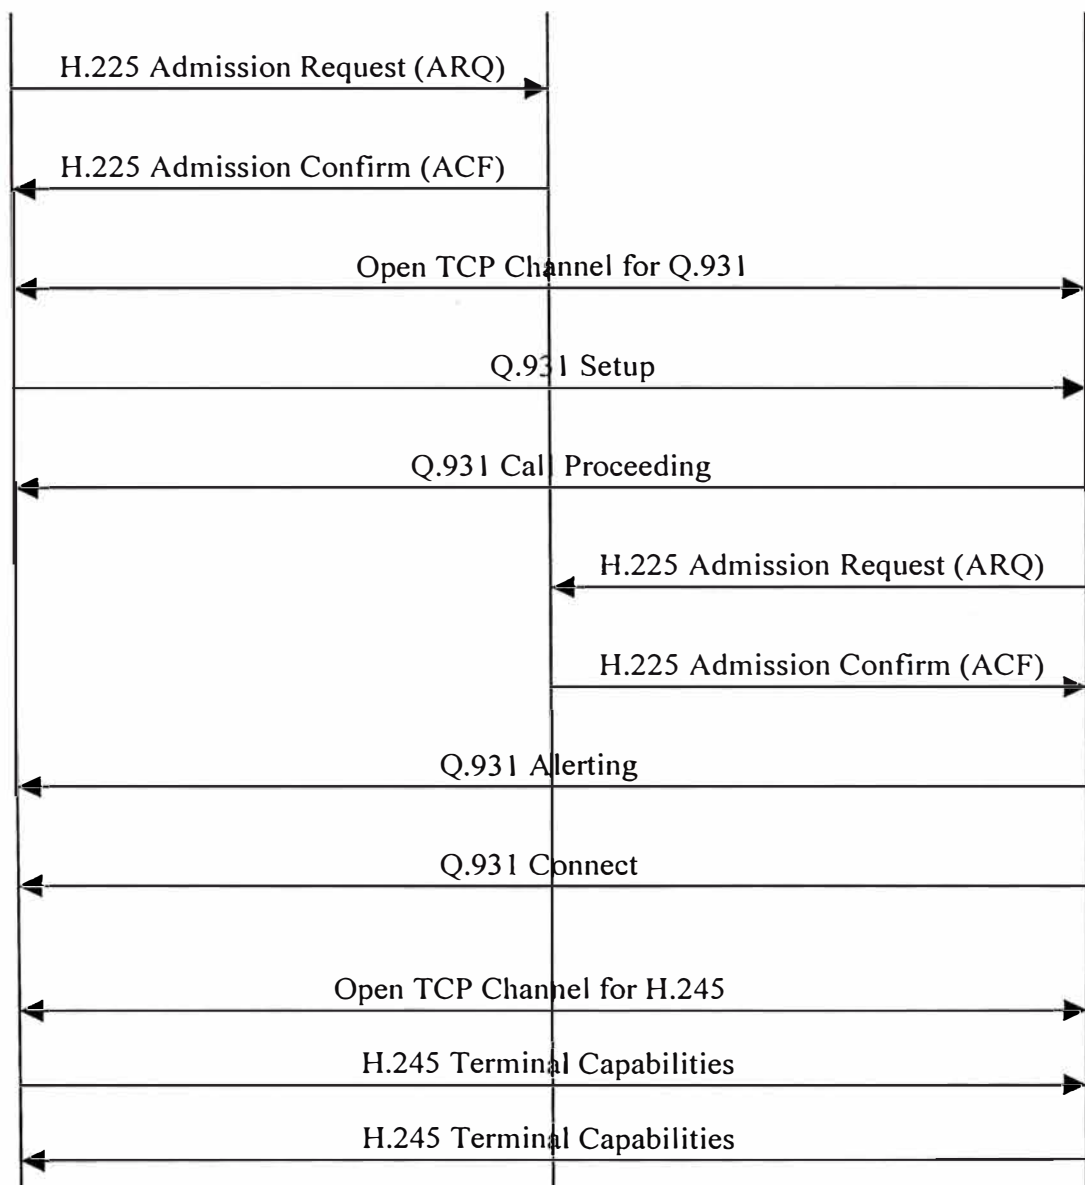 H.225 Admission Request (ARQ)
H.225 Admission Confirm (ACF)
Open TCP Channel for Q.931
Q.931 Setup
Q.931 Call Proceeding
H.225 Admission Request (ARQ)
H.225 Admission Confirm (ACF)
Q.931 Alerting
Q.931 Connect
Open TCP Channel for H.245
H.245 Terminal Capabilities
H.245 Terminal Capabilities